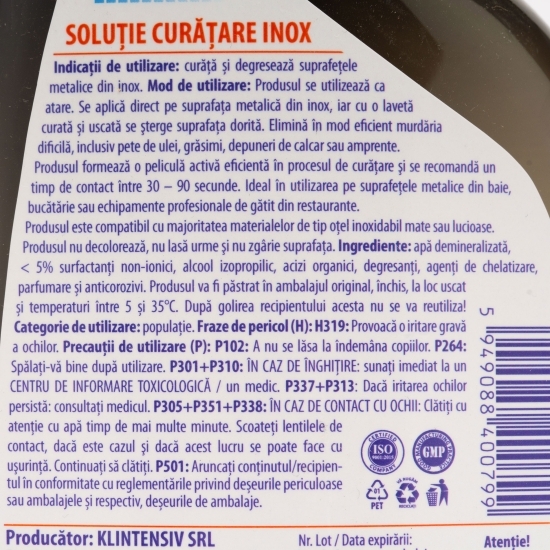 SOLUȚIE CURĂȚARE INOX
Indicații de utilizare: curăță și degresează suprafețele
metalice din inox. Mod de utilizare: Produsul se utilizează ca
atare. Se aplică direct pe suprafața metalică din inox, iar cu o lavetă
curată și uscată se șterge suprafața dorită. Elimină în mod eficient murdăria
dificilă, inclusiv pete de ulei, grăsimi, depuneri de calcar sau amprente.
Produsul formează o peliculă activă eficientă în procesul de curățare și se recomandă un
timp de contact între 30 – 90 secunde. Ideal în utilizarea pe suprafețele metalice din baie,
bucătărie sau echipamente profesionale de gătit din restaurante.
Produsul este compatibil cu majoritatea materialelor de tip oțel inoxidabil mate sau lucioase.
Produsul nu decolorează, nu lasă urme și nu zgârie suprafața. Ingrediente: apă demineralizată,
< 5% surfactanți non-ionici, alcool izopropilic, acizi organici, degresanți, agenți de chelatizare,
parfumare și anticorozivi. Produsul va fi păstrat în ambalajul original, închis, la loc uscat
și temperaturi între 5 și 35°C. După golirea recipientului acesta nu se va reutiliza!
Categorie de utilizare: populație. Fraze de pericol (H): H319: Provoacă o iritare gravă
a ochilor. Precauții de utilizare (P): P102: A nu se lăsa la îndemâna copiilor. P264:
Spălați-vă bine după utilizare. P301+P310: ÎN CAZ DE ÎNGHIȚIRE: sunați imediat la un
CENTRU DE INFORMARE TOXICOLOGICĂ / un medic. P337+P313: Dacă iritarea ochilor
persistă: consultați medicul. P305+P351+P338: ÎN CAZ DE CONTACT CU OCHII: Clătiți cu
atenție cu apă timp de mai multe minute. Scoateți lentilele de
contact, dacă este cazul și dacă acest lucru se poate face cu
ușurință. Continuați să clătiți. P501: Aruncați conținutul/recipien-
tul în conformitate cu reglementările privind deșeurile periculoase
sau ambalajele și respectiv, deșeurile de ambalaje.
CERTIFIED
ISO
COMPANY
GOOD MANUFACTURING PRACTICE
GMP
01
PET
VĂ RUGĂM
RECICLAȚI
5 949088 400799
Producător: KLINTENSIV SRL
Nr. Lot / Data expirării:
Atenție!